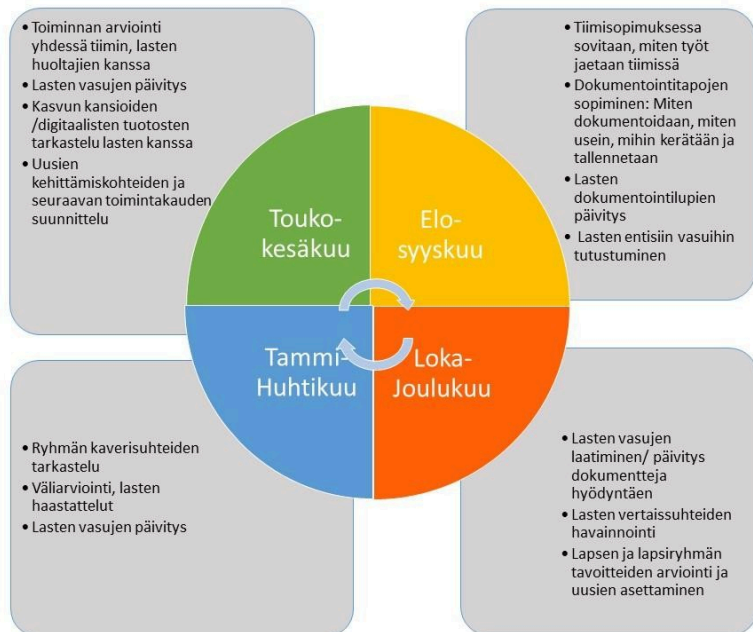 • Toiminnan arviointi
yhdessä tiimin, lasten
huoltajien kanssa
• Lasten vasujen päivitys
• Kasvun kansioiden
/digitaalisten tuotosten
tarkastelu lasten kanssa
• Uusien
kehittämiskohteiden ja
seuraavan toimintakauden
suunnittelu
• Tiimisopimuksessa
sovitaan, miten työt
jaetaan tiimissä
• Dokumentointitapojen
sopiminen: Miten
dokumentoidaan, miten
usein, mihin kerätään ja
tallennetaan
• Lasten
dokumentointilupien
päivitys
• Lasten entisiin vasuihin
tutustuminen
Touko-
kesäkuu
Elo-
syyskuu
Tammi-
Huhtikuu
Loka-
Joulukuu
• Ryhmän kaverisuhteiden
tarkastelu
• Väliarviointi, lasten
haastattelut
• Lasten vasujen päivitys
• Lasten vasujen
laatiminen/ päivitys
dokumentteja
hyödyntäen
• Lasten vertaissuhteiden
havainnointi
• Lapsen ja lapsiryhmän
tavoitteiden arviointi ja
uusien asettaminen